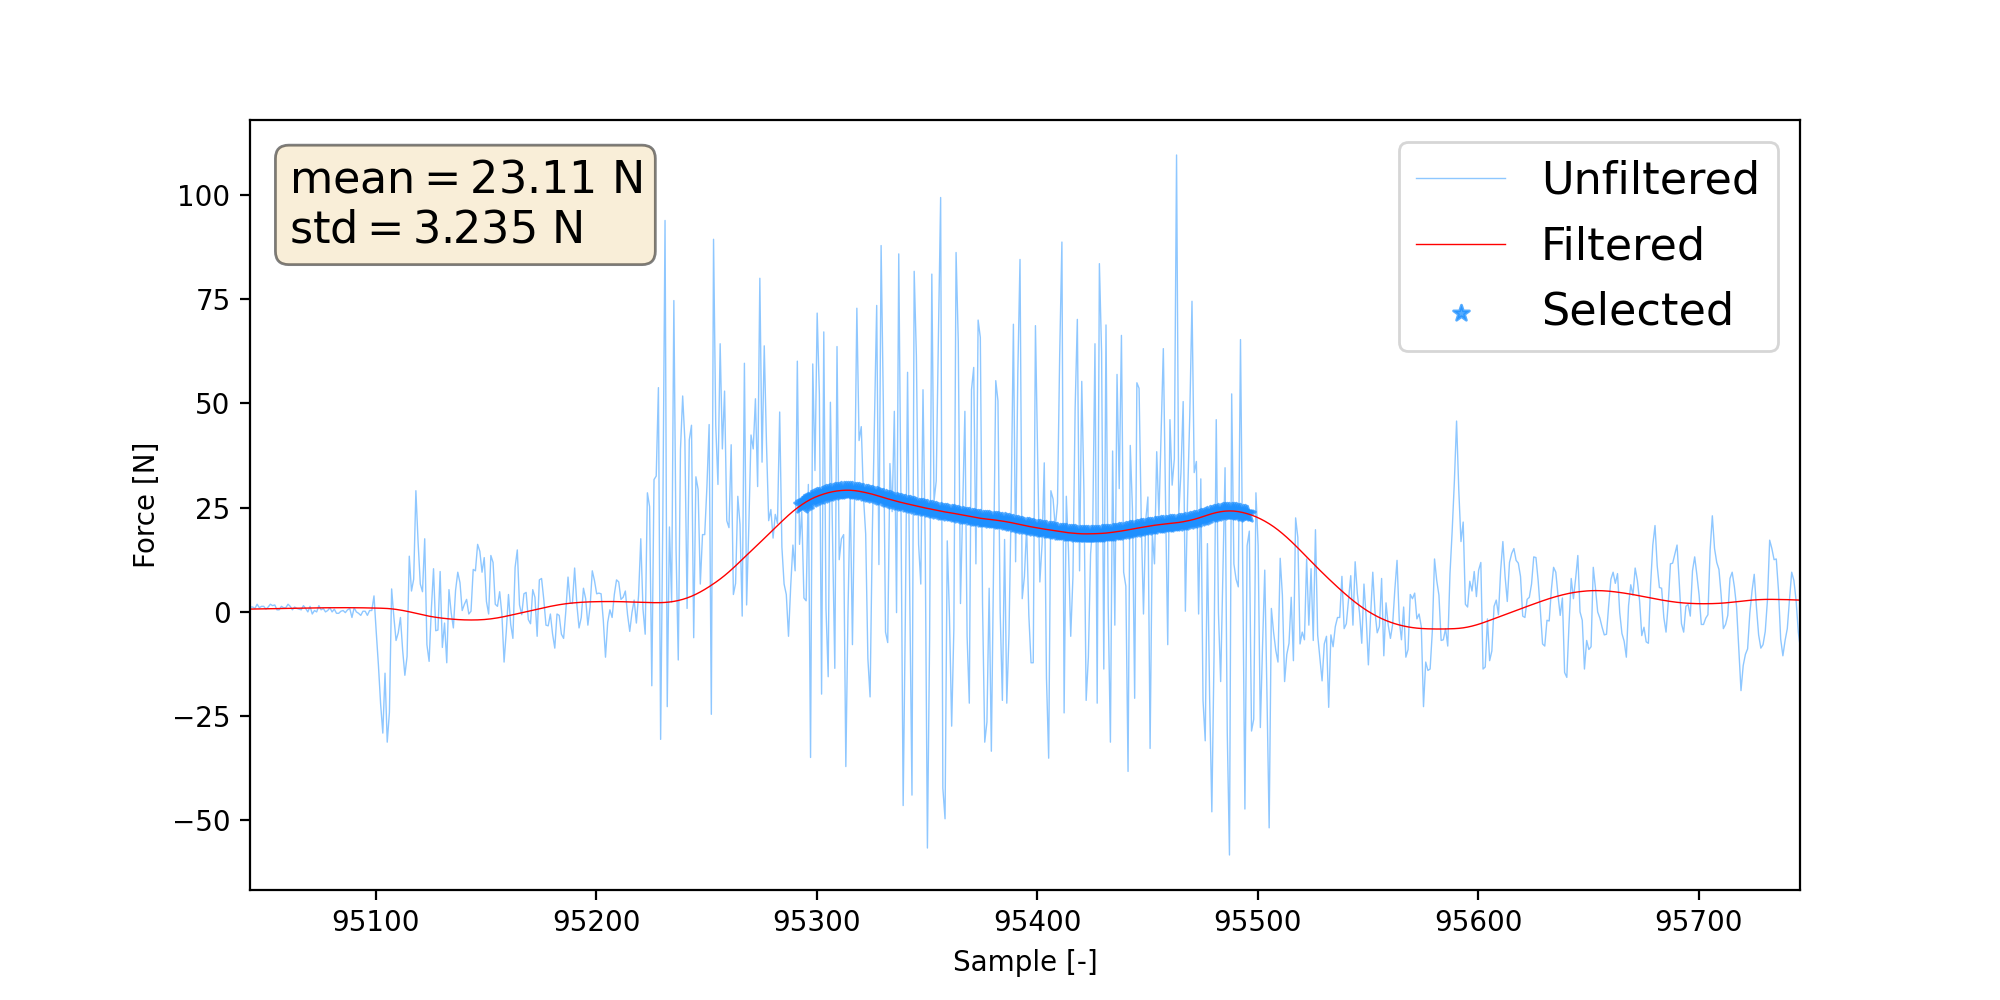 mean = 23.11 N
std = 3.235 N
Unfiltered
Filtered
Selected
100
75
50
25
0
−25
−50
Force [N]
95100 95200 95300 95400 95500 95600 95700
Sample [-]